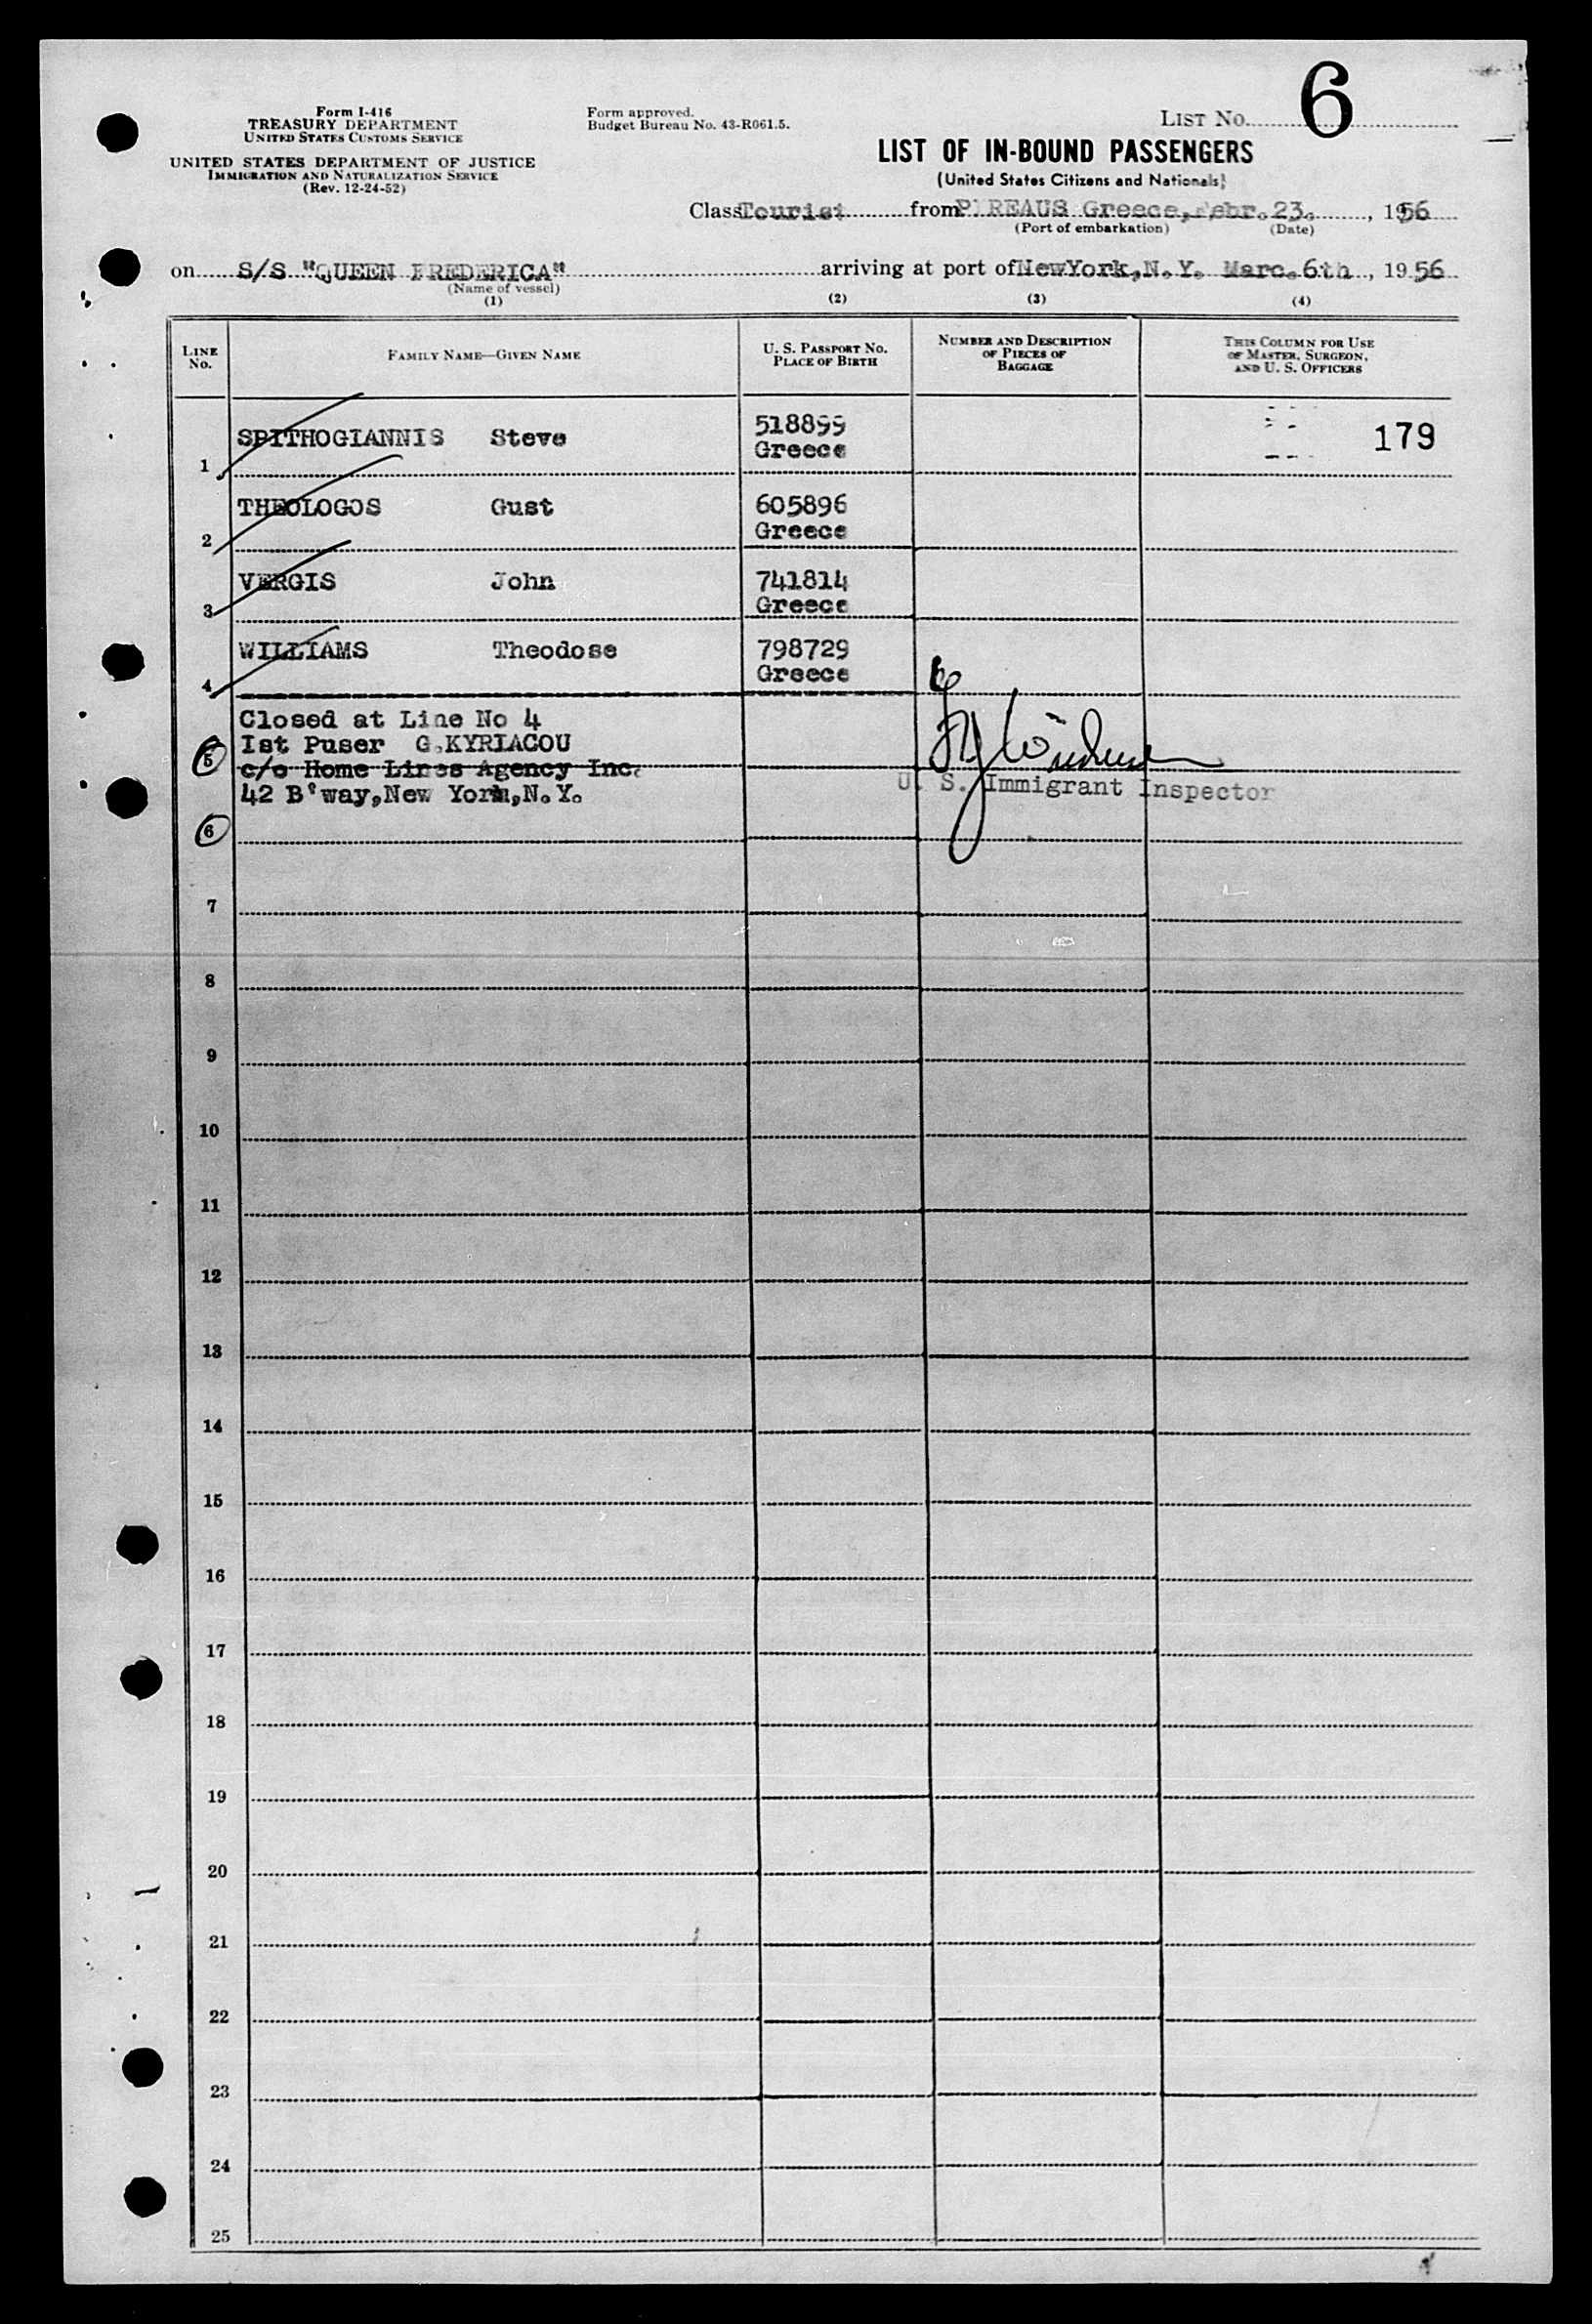 Form I-416
TREASURY DEPARTMENT
UNITED STATES CUSTOMS SERVICE
UNITED STATES DEPARTMENT OF JUSTICE
IMMIGRATION AND NATURALIZATION SERVICE
(Rev. 12-24-52)
Form approved.
Budget Bureau No. 43-R061.5.
LIST No. 6
LIST OF IN-BOUND PASSENGERS
(United States Citizens and Nationals)
Class Tourist from PIREAUS Greece, Febr. 23. , 1956
(Port of embarkation) (Date)
on S/S "QUEEN FREDERICA" arriving at port of NewYork,N.Y. Marc. 6th , 1956
(Name of vessel)
(1) (2) (3) (4)
LINE No. FAMILY NAME—GIVEN NAME U. S. PASSPORT No. PLACE OF BIRTH NUMBER AND DESCRIPTION OF PIECES OF BAGGAGE THIS COLUMN FOR USE OF MASTER, SURGEON, AND U. S. OFFICERS
1 SPITHOGIANNIS Steve 518899 179
Greece
2 THEOLOGOS Gust 605896
Greece
3 VERGIS John 741814
Greece
4 WILLIAMS Theodose 798729
Greece
Closed at Line No 4
5 Ist Puser G.KYRIACOU
c/o Home Lines Agency Inc.
42 B'way,New York,N.Y.
U. S. Immigrant Inspector
6
7
8
9
10
11
12
13
14
15
16
17
18
19
20
21
22
23
24
25